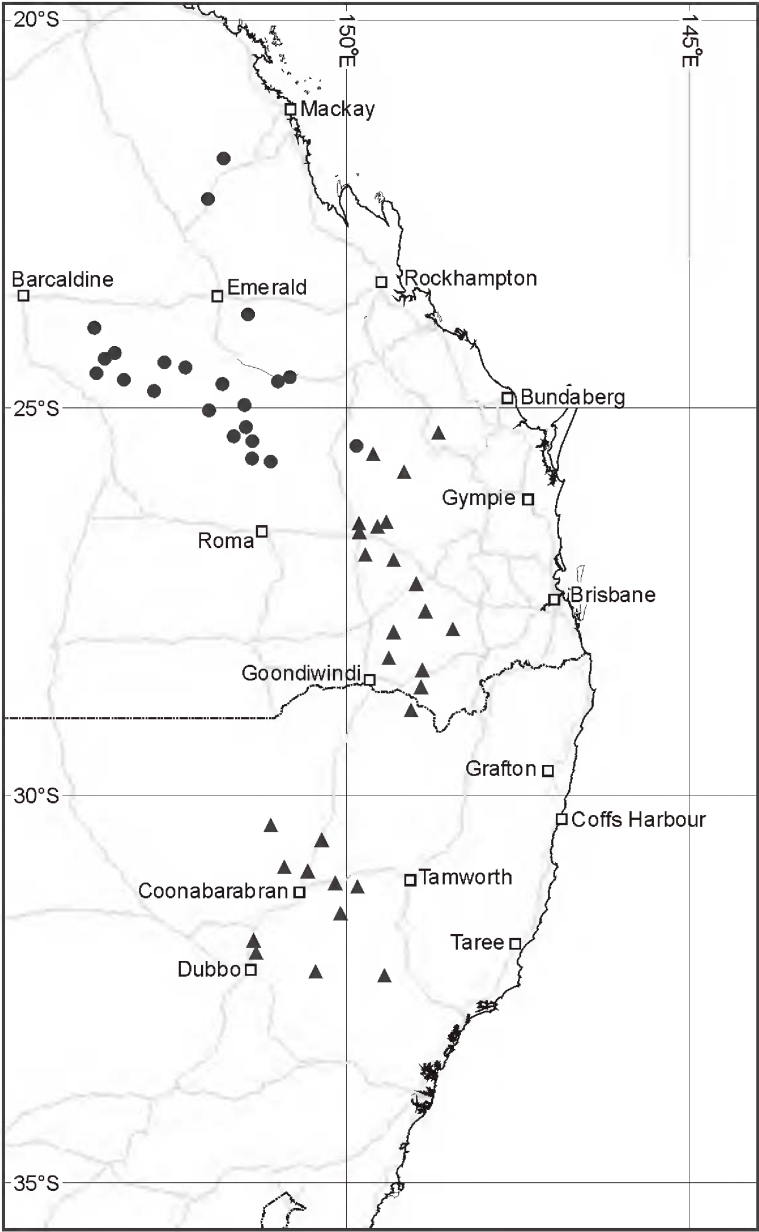 20°S
150°E
145°E
Mackay
Rockhampton
Barcaldine
Emerald
Bundaberg
25°S
Gympie
Roma
Brisbane
Goondiwindi
Grafton
30°S
Coffs Harbour
Tamworth
Coonabarabran
Taree
Dubbo
35°S